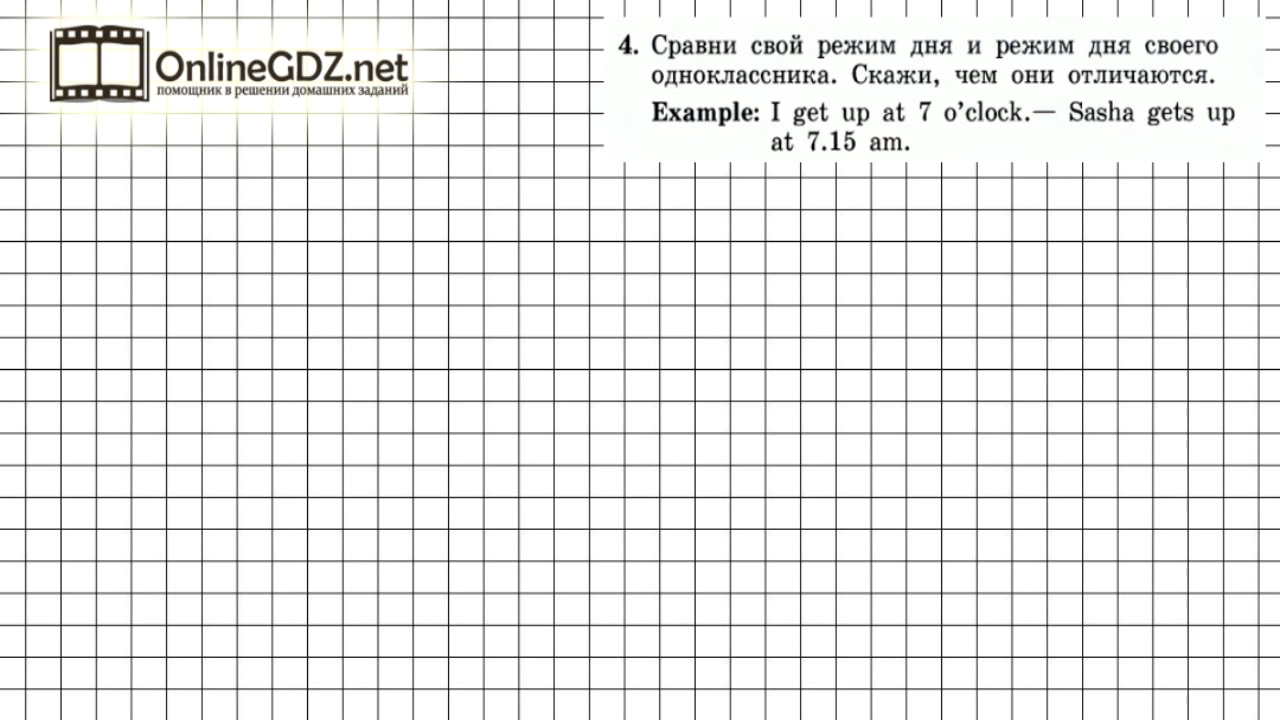 OnlineGDZ.net
помощник в решении домашних заданий
4. Сравни свой режим дня и режим дня своего
одноклассника. Скажи, чем они отличаются.
Example: I get up at 7 o’clock.— Sasha gets up
at 7.15 am.